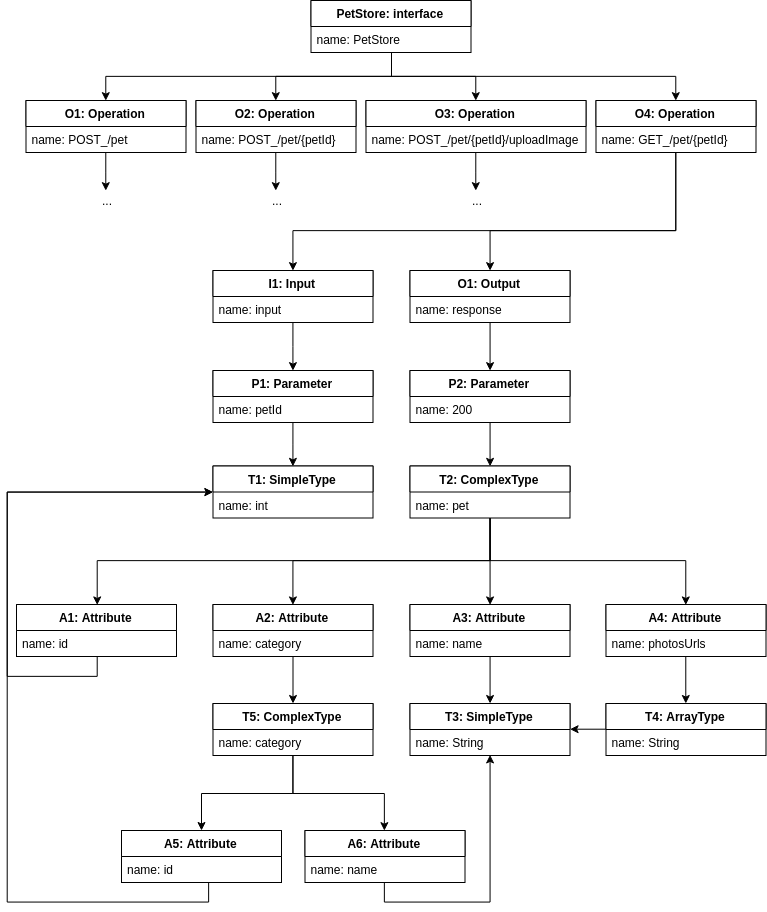 PetStore: interface
name: PetStore
O1: Operation
name: POST_/pet
O2: Operation
name: POST_/pet/{petId}
O3: Operation
name: POST_/pet/{petId}/uploadImage
O4: Operation
name: GET_/pet/{petId}
...
...
...
I1: Input
name: input
O1: Output
name: response
P1: Parameter
name: petId
P2: Parameter
name: 200
T1: SimpleType
name: int
T2: ComplexType
name: pet
A1: Attribute
name: id
A2: Attribute
name: category
A3: Attribute
name: name
A4: Attribute
name: photosUrls
T5: ComplexType
name: category
T3: SimpleType
name: String
T4: ArrayType
name: String
A5: Attribute
name: id
A6: Attribute
name: name